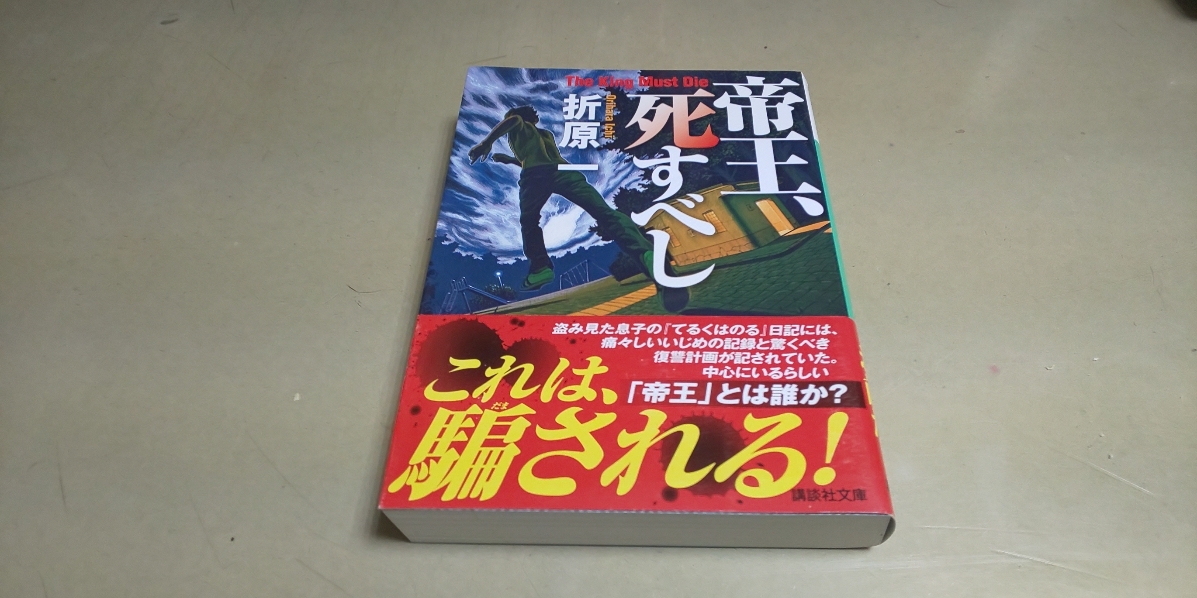 The King Must Die
帝王、
死すべし
折原一
Orihara Ichi
盗み見た息子の『てるくはのる』日記には、
痛々しいいじめの記録と驚くべき
復讐計画が記されていた。
中心にいるらしい
「帝王」とは誰か?
これは、
騙される!
だま
講談社文庫